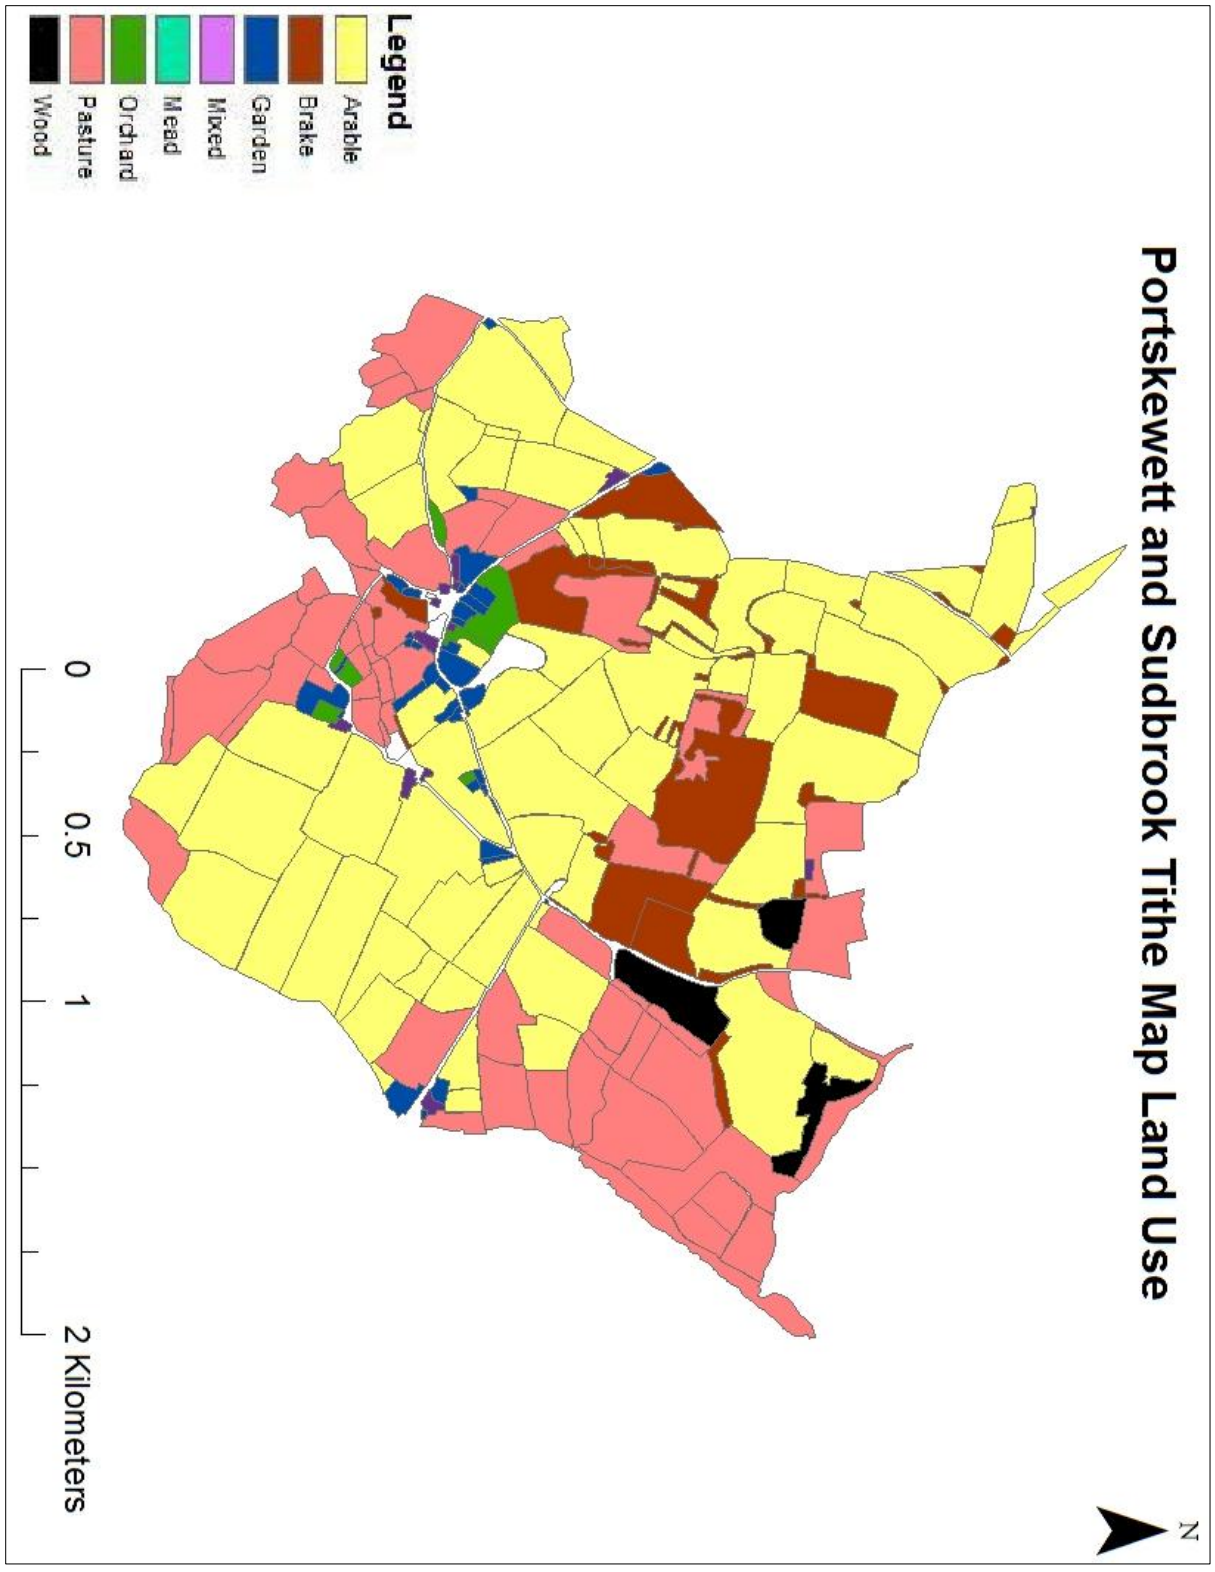 Portskewett and Sudbrook Tithe Map Land Use
N
Legend
Arable
Brake
Garden
Mixed
Mead
Orchard
Pasture
Wood
0 0.5 1 2 Kilometers